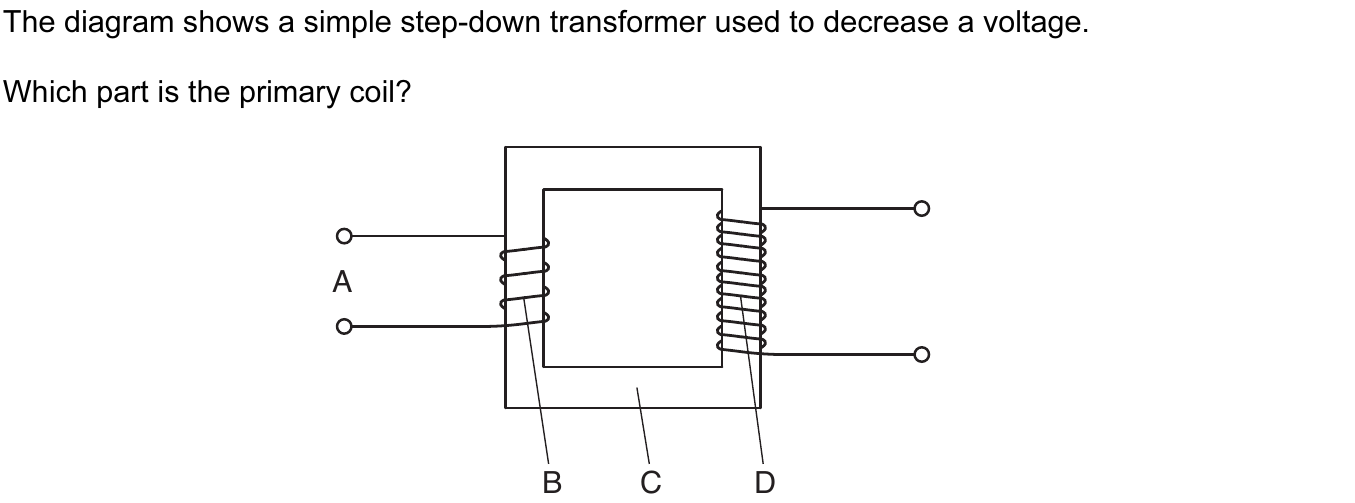 The diagram shows a simple step-down transformer used to decrease a voltage.
Which part is the primary coil?
A
B C D